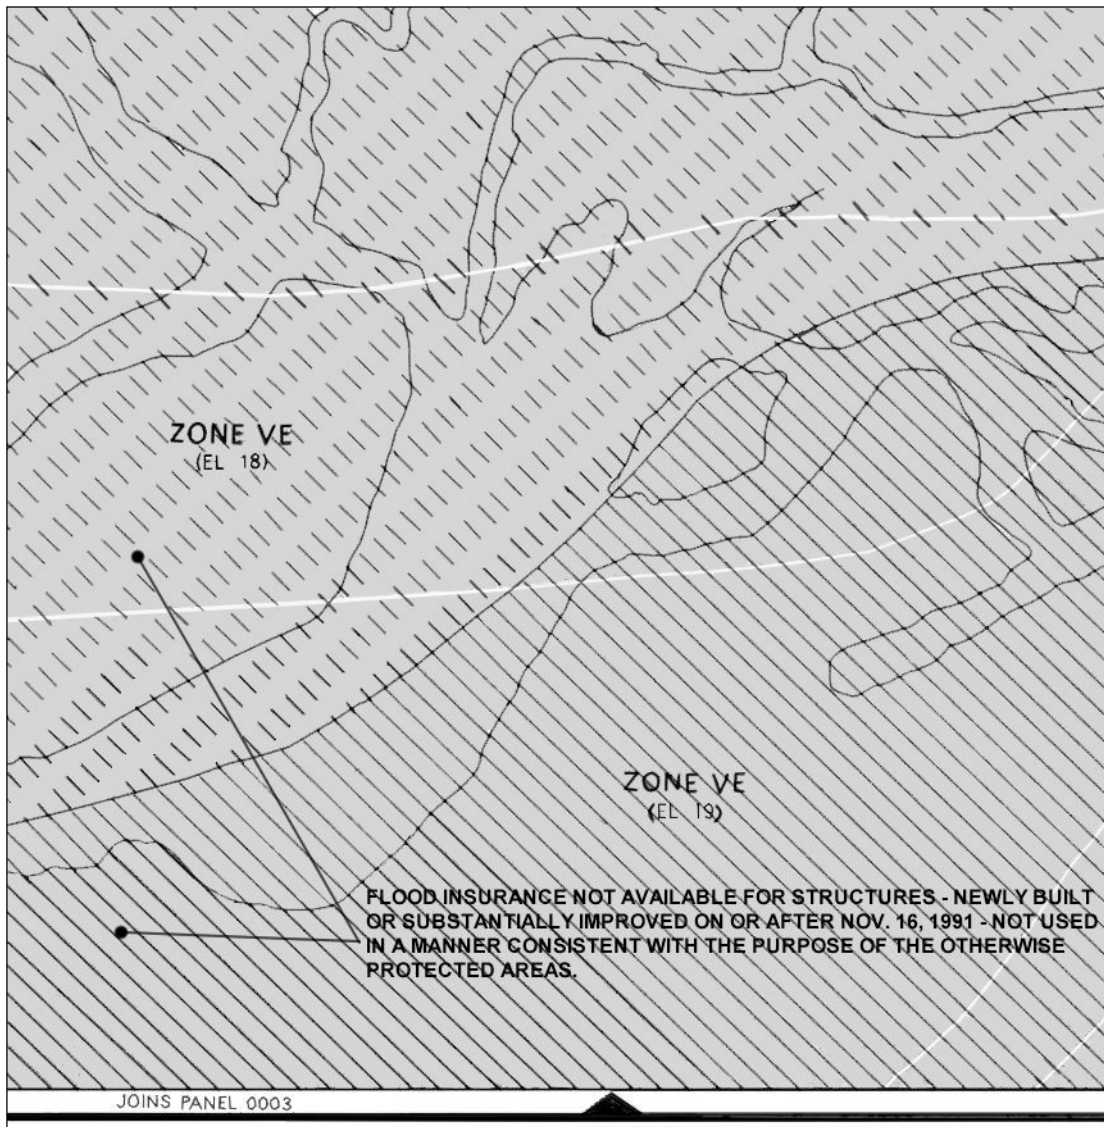 ZONE VE
(EL 18)
ZONE VE
(EL 19)
FLOOD INSURANCE NOT AVAILABLE FOR STRUCTURES - NEWLY BUILT
OR SUBSTANTIALLY IMPROVED ON OR AFTER NOV. 16, 1991 - NOT USED
IN A MANNER CONSISTENT WITH THE PURPOSE OF THE OTHERWISE
PROTECTED AREAS.
JOINS PANEL 0003